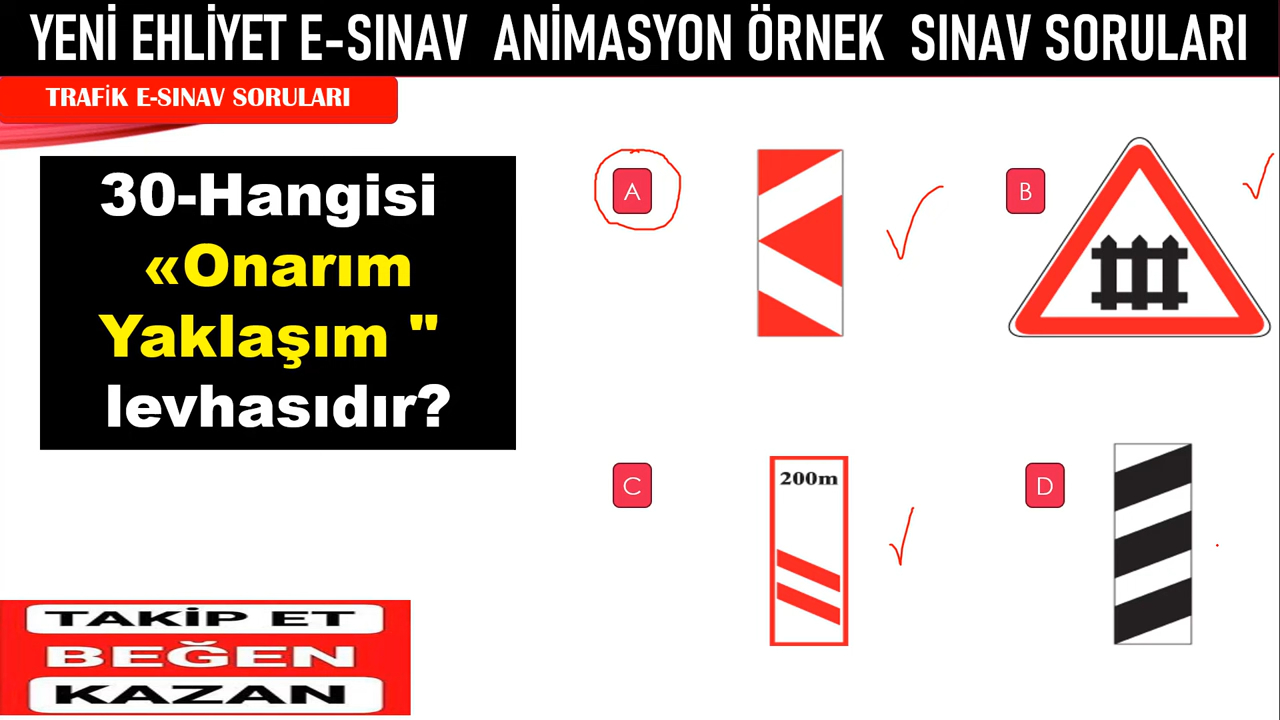 YENİ EHLİYET E-SINAV ANİMASYON ÖRNEK SINAV SORULARI
TRAFİK E-SINAV SORULARI
30-Hangisi
«Onarım
Yaklaşım "
levhasıdır?
A
B
C
200m
D
TAKİP ET
BEĞEN
KAZAN